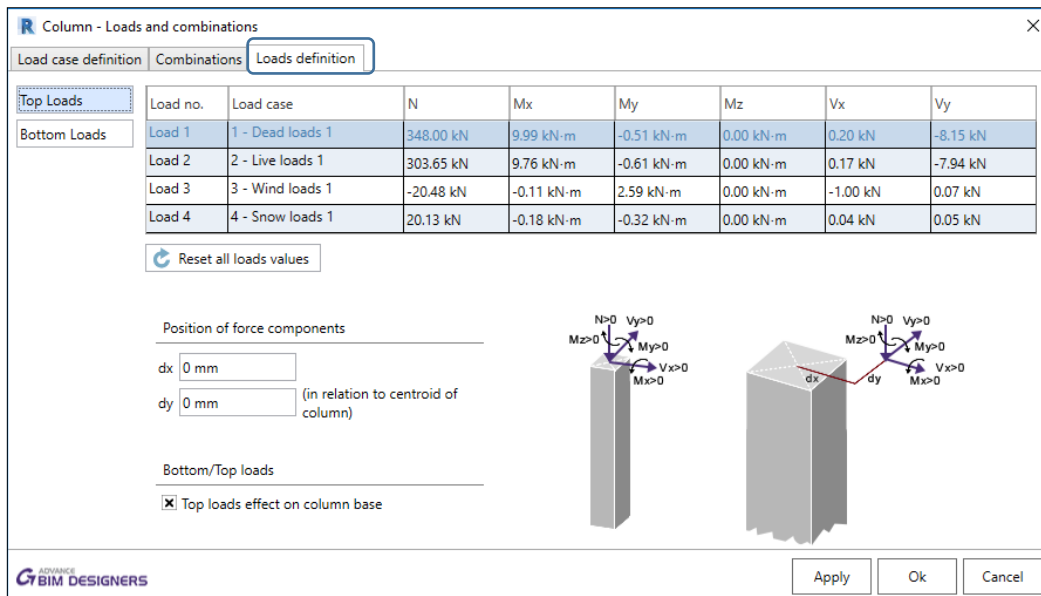 R Column - Loads and combinations
Load case definition Combinations Loads definition
Top Loads
Bottom Loads
Load no. Load case N Mx My Mz Vx Vy
Load 1 1 - Dead loads 1 348.00 kN 9.99 kN·m -0.51 kN·m 0.00 kN·m 0.20 kN -8.15 kN
Load 2 2 - Live loads 1 303.65 kN 9.76 kN·m -0.61 kN·m 0.00 kN·m 0.17 kN -7.94 kN
Load 3 3 - Wind loads 1 -20.48 kN -0.11 kN·m 2.59 kN·m 0.00 kN·m -1.00 kN 0.07 kN
Load 4 4 - Snow loads 1 20.13 kN -0.18 kN·m -0.32 kN·m 0.00 kN·m 0.04 kN 0.05 kN
Reset all loads values
Position of force components
dx 0 mm
dy 0 mm (in relation to centroid of
column)
Bottom/Top loads
Top loads effect on column base
N>0 Vy>0
Mz>0
My>0
Vx>0
Mx>0
N>0 Vy>0
Mz>0
My>0
Vx>0
dx dy Mx>0
ADVANCE
BIM DESIGNERS
Apply Ok Cancel